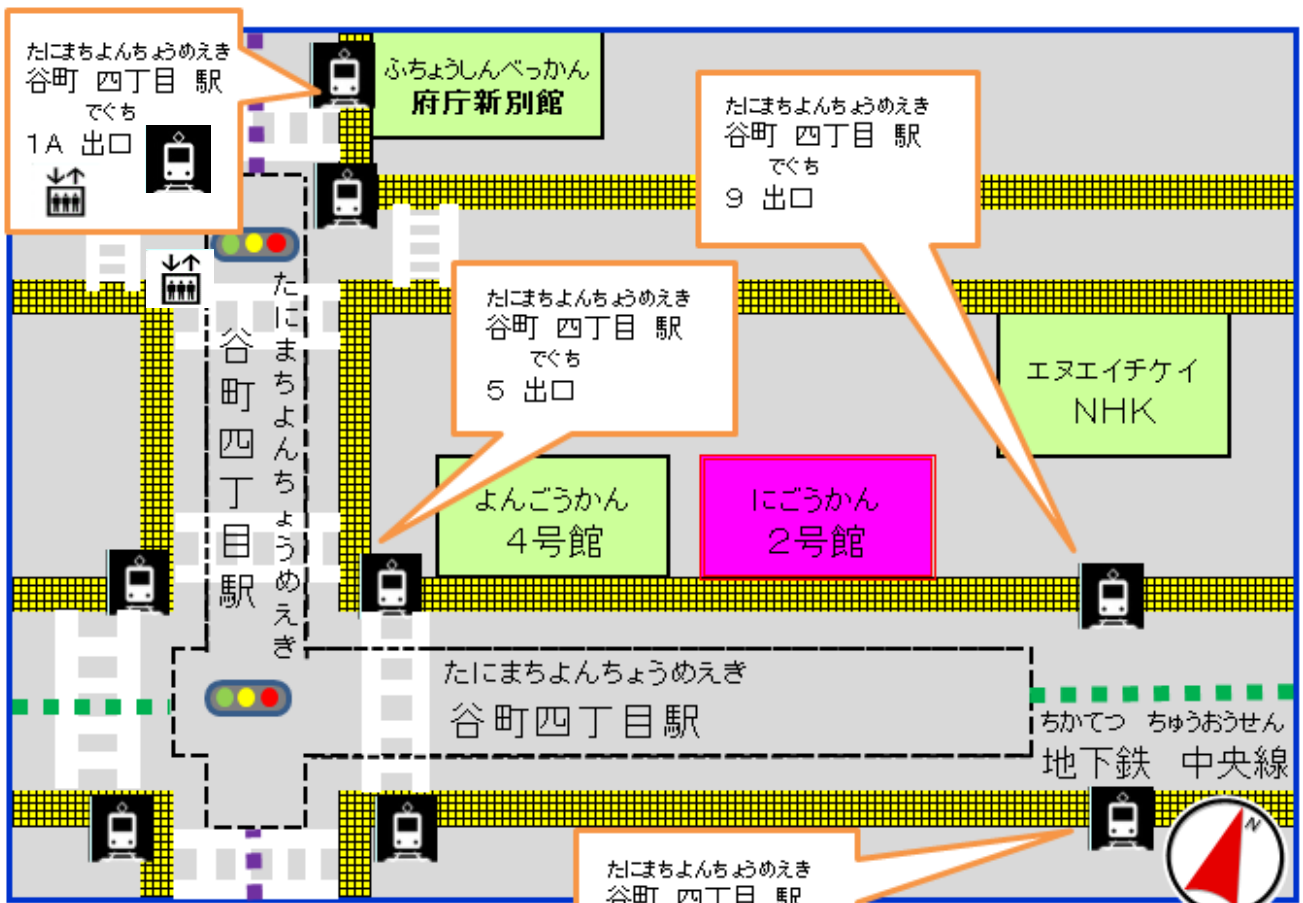 たにまちよんちょうめえき
谷町 四丁目 駅
でぐち
1A 出口
ふちょうしんべっかん
府庁新別館
たにまちよんちょうめえき
谷町 四丁目 駅
でぐち
9 出口
たにまちよんちょうめえき
谷町 四丁目 駅
でぐち
5 出口
たにまちよんちょうめえき
谷町四丁目駅
エヌエイチケイ
NHK
よんごうかん
4号館
にごうかん
2号館
たにまちよんちょうめえき
谷町四丁目駅
ちかてつ ちゅうおうせん
地下鉄 中央線
N
たにまちよんちょうめえき
谷町 四丁目 駅